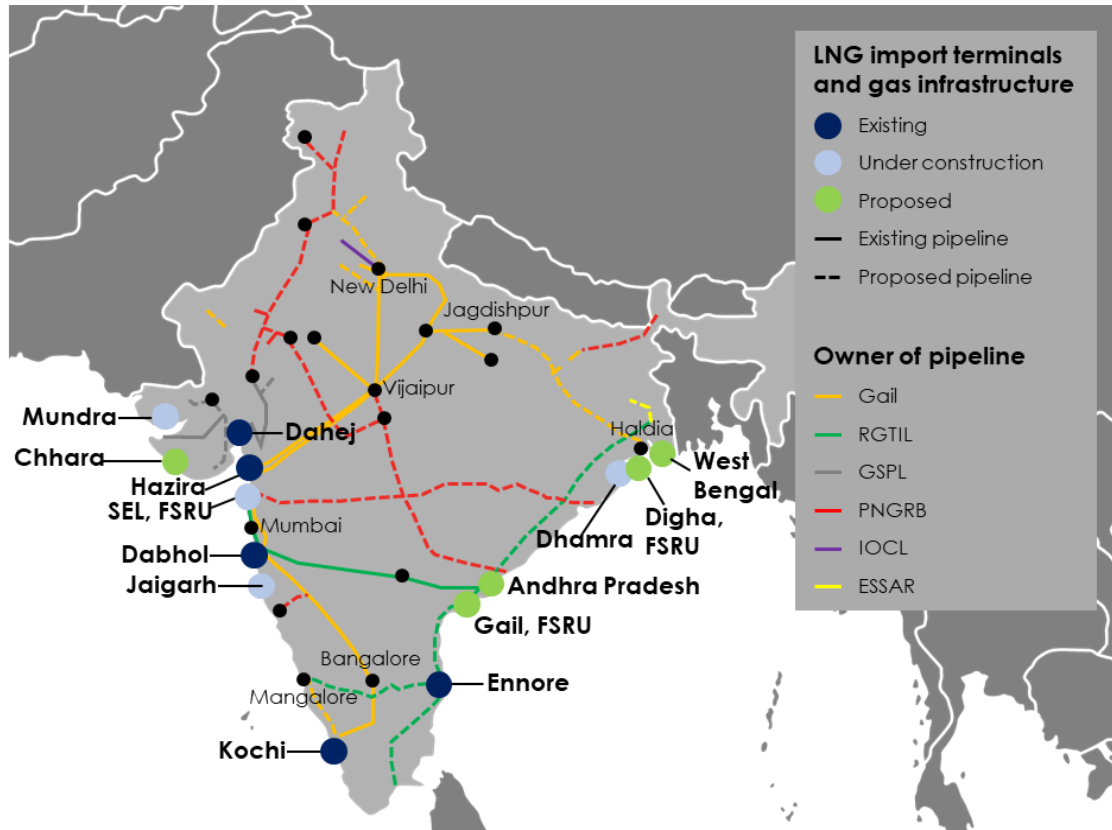 LNG import terminals
and gas infrastructure
Existing
Under construction
Proposed
Existing pipeline
Proposed pipeline
Owner of pipeline
Gail
RGTIL
GSPL
PNGRB
IOCL
ESSAR
New Delhi
Jagdishpur
Vijaipur
Mundra
Dahej
Chhara
Haldia
West
Bengal
Hazira
SEL, FSRU
Digha,
FSRU
Mumbai
Dhamra
Dabhol
Jaigarh
Andhra Pradesh
Gail, FSRU
Bangalore
Ennore
Mangalore
Kochi